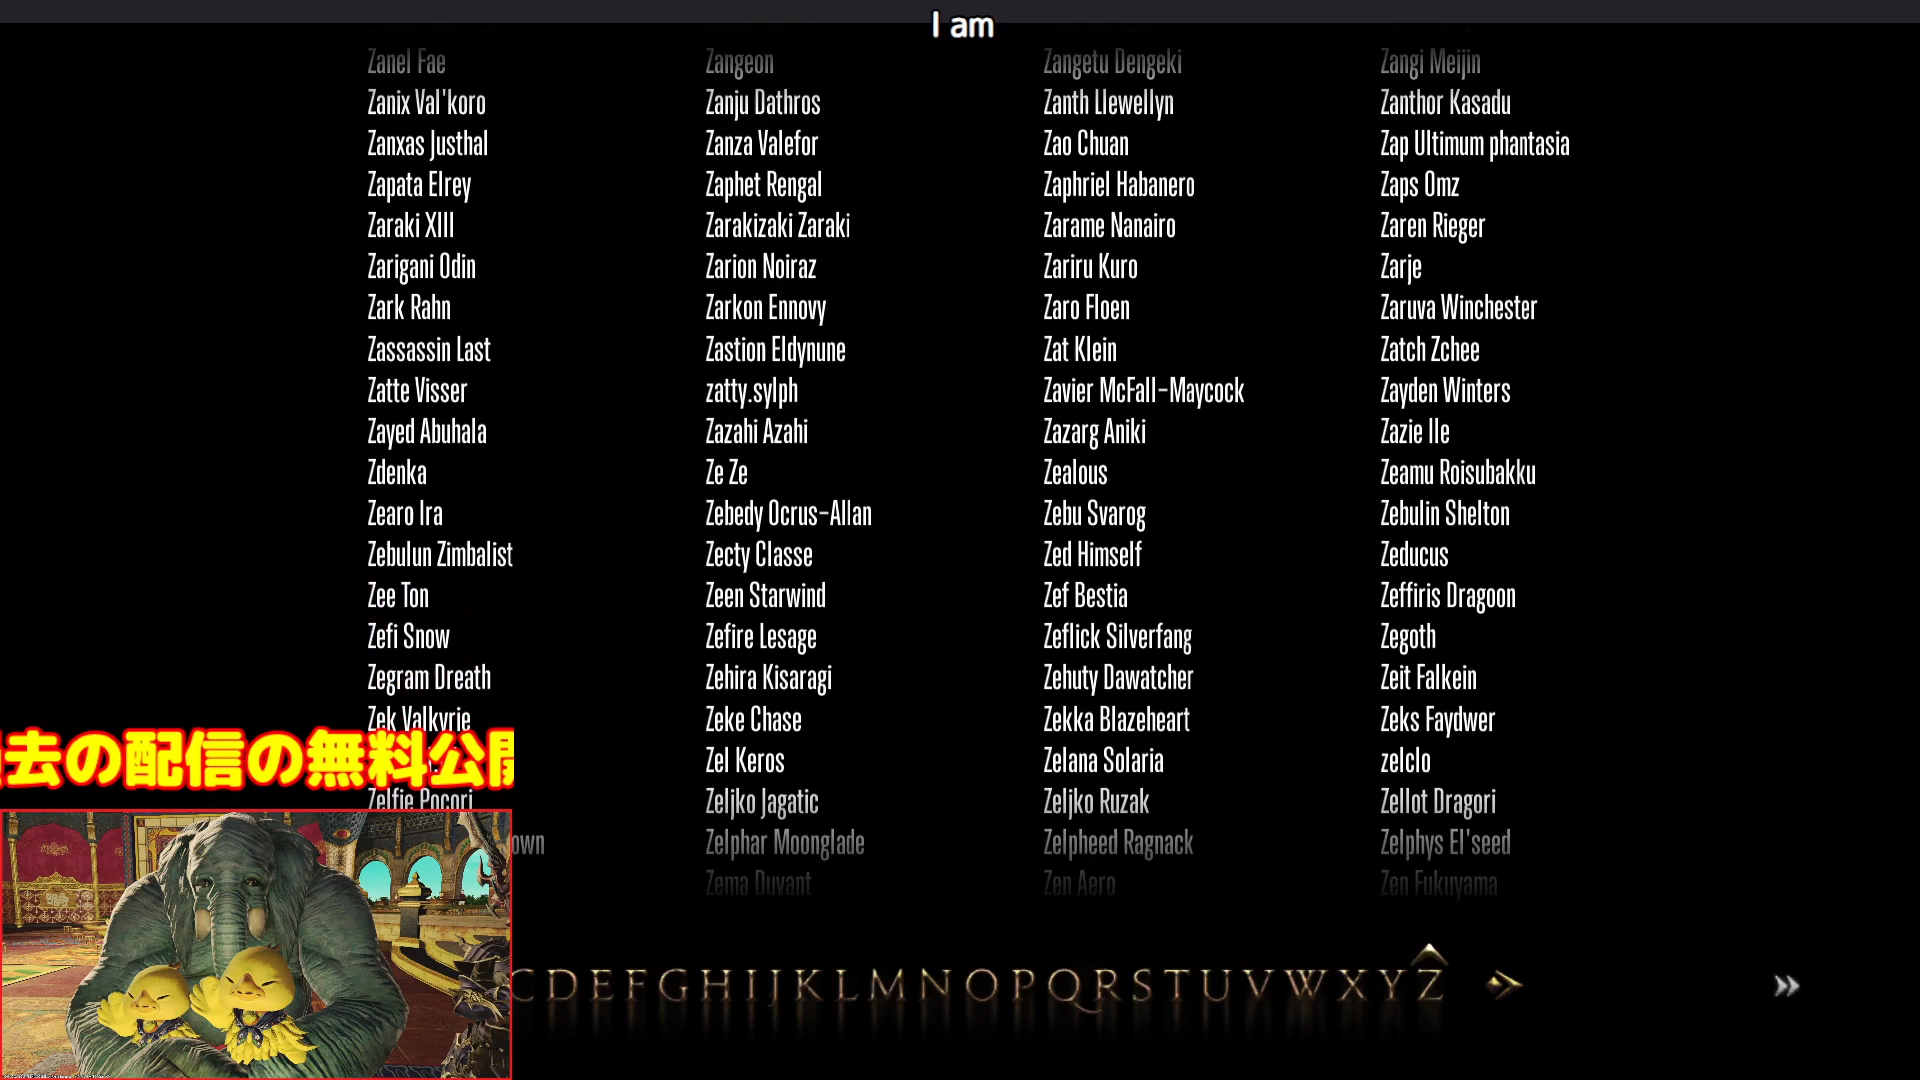 I am
Zanel Fae Zangeon Zangetu Dengeki Zangi Meijin
Zanix Val'koro Zanju Dathros Zanth Llewellyn Zanthor Kasadu
Zanxas Justhal Zanza Valefor Zao Chuan Zap Ultimum phantasia
Zapata Elrey Zaphet Rengal Zaphriel Habanero Zaps Omz
Zaraki XIII Zarakizaki Zaraki Zarame Nanairo Zaren Rieger
Zarigani Odin Zarion Noiraz Zariru Kuro Zarje
Zark Rahn Zarkon Ennovy Zaro Floen Zaruva Winchester
Zassassin Last Zastion Eldynune Zat Klein Zatch Zchee
Zatte Visser zatty.sylph Zavier McFall-Maycock Zayden Winters
Zayed Abuhala Zazahi Azahi Zazarg Aniki Zazie Ile
Zdenka Ze Ze Zealous Zeamu Roisubakku
Zearo Ira Zebedy Ocrus-Allan Zebu Svarog Zebulin Shelton
Zebulun Zimbalist Zecty Classe Zed Himself Zeducus
Zee Ton Zeen Starwind Zef Bestia Zeffiris Dragoon
Zefi Snow Zefire Lesage Zeflick Silverfang Zegoth
Zegram Dreath Zehira Kisaragi Zehuty Dawatcher Zeit Falkein
Zek Valkyrie Zeke Chase Zekka Blazeheart Zeks Faydwer
去の配信の無料公開 Zel Keros Zelana Solaria zelclo
Zelfie Pocori Zeljko Jagatic Zeljko Ruzak Zellot Dragori
own Zelphar Moonglade Zelpheed Ragnack Zelphys El'seed
Zema Duvant Zen Aero Zen Fukuyama
C D E F G H I J K L M N O P Q R S T U V W X Y Z